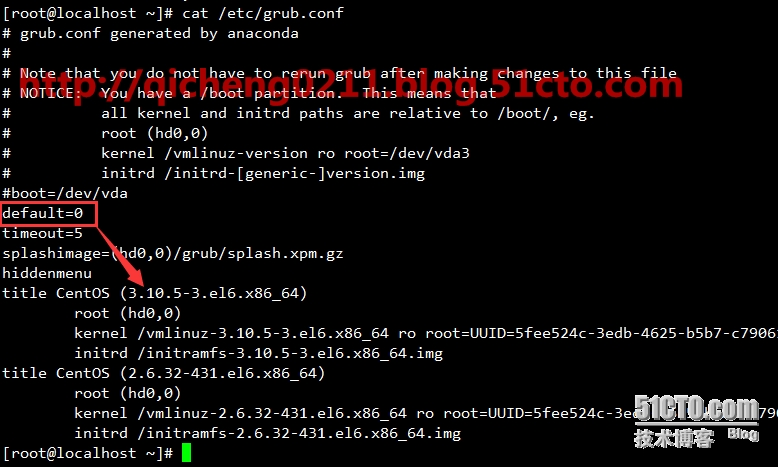 [root@localhost ~]# cat /etc/grub.conf
# grub.conf generated by anaconda
#
# Note that you do not have to rerun grub after making changes to this file
http://qicheng0211.blog.51cto.com
# NOTICE:  You have a /boot partition.  This means that
#          all kernel and initrd paths are relative to /boot/, eg.
#          root (hd0,0)
#          kernel /vmlinuz-version ro root=/dev/vda3
#          initrd /initrd-[generic-]version.img
#boot=/dev/vda
default=0
timeout=5
splashimage=(hd0,0)/grub/splash.xpm.gz
hiddenmenu
title CentOS (3.10.5-3.el6.x86_64)
        root (hd0,0)
        kernel /vmlinuz-3.10.5-3.el6.x86_64 ro root=UUID=5fee524c-3edb-4625-b5b7-c7906
        initrd /initramfs-3.10.5-3.el6.x86_64.img
title CentOS (2.6.32-431.el6.x86_64)
        root (hd0,0)
        kernel /vmlinuz-2.6.32-431.el6.x86_64 ro root=UUID=5fee524c-3e
        initrd /initramfs-2.6.32-431.el6.x86_64.img
[root@localhost ~]#
51CTO.com
技术博客 Blog